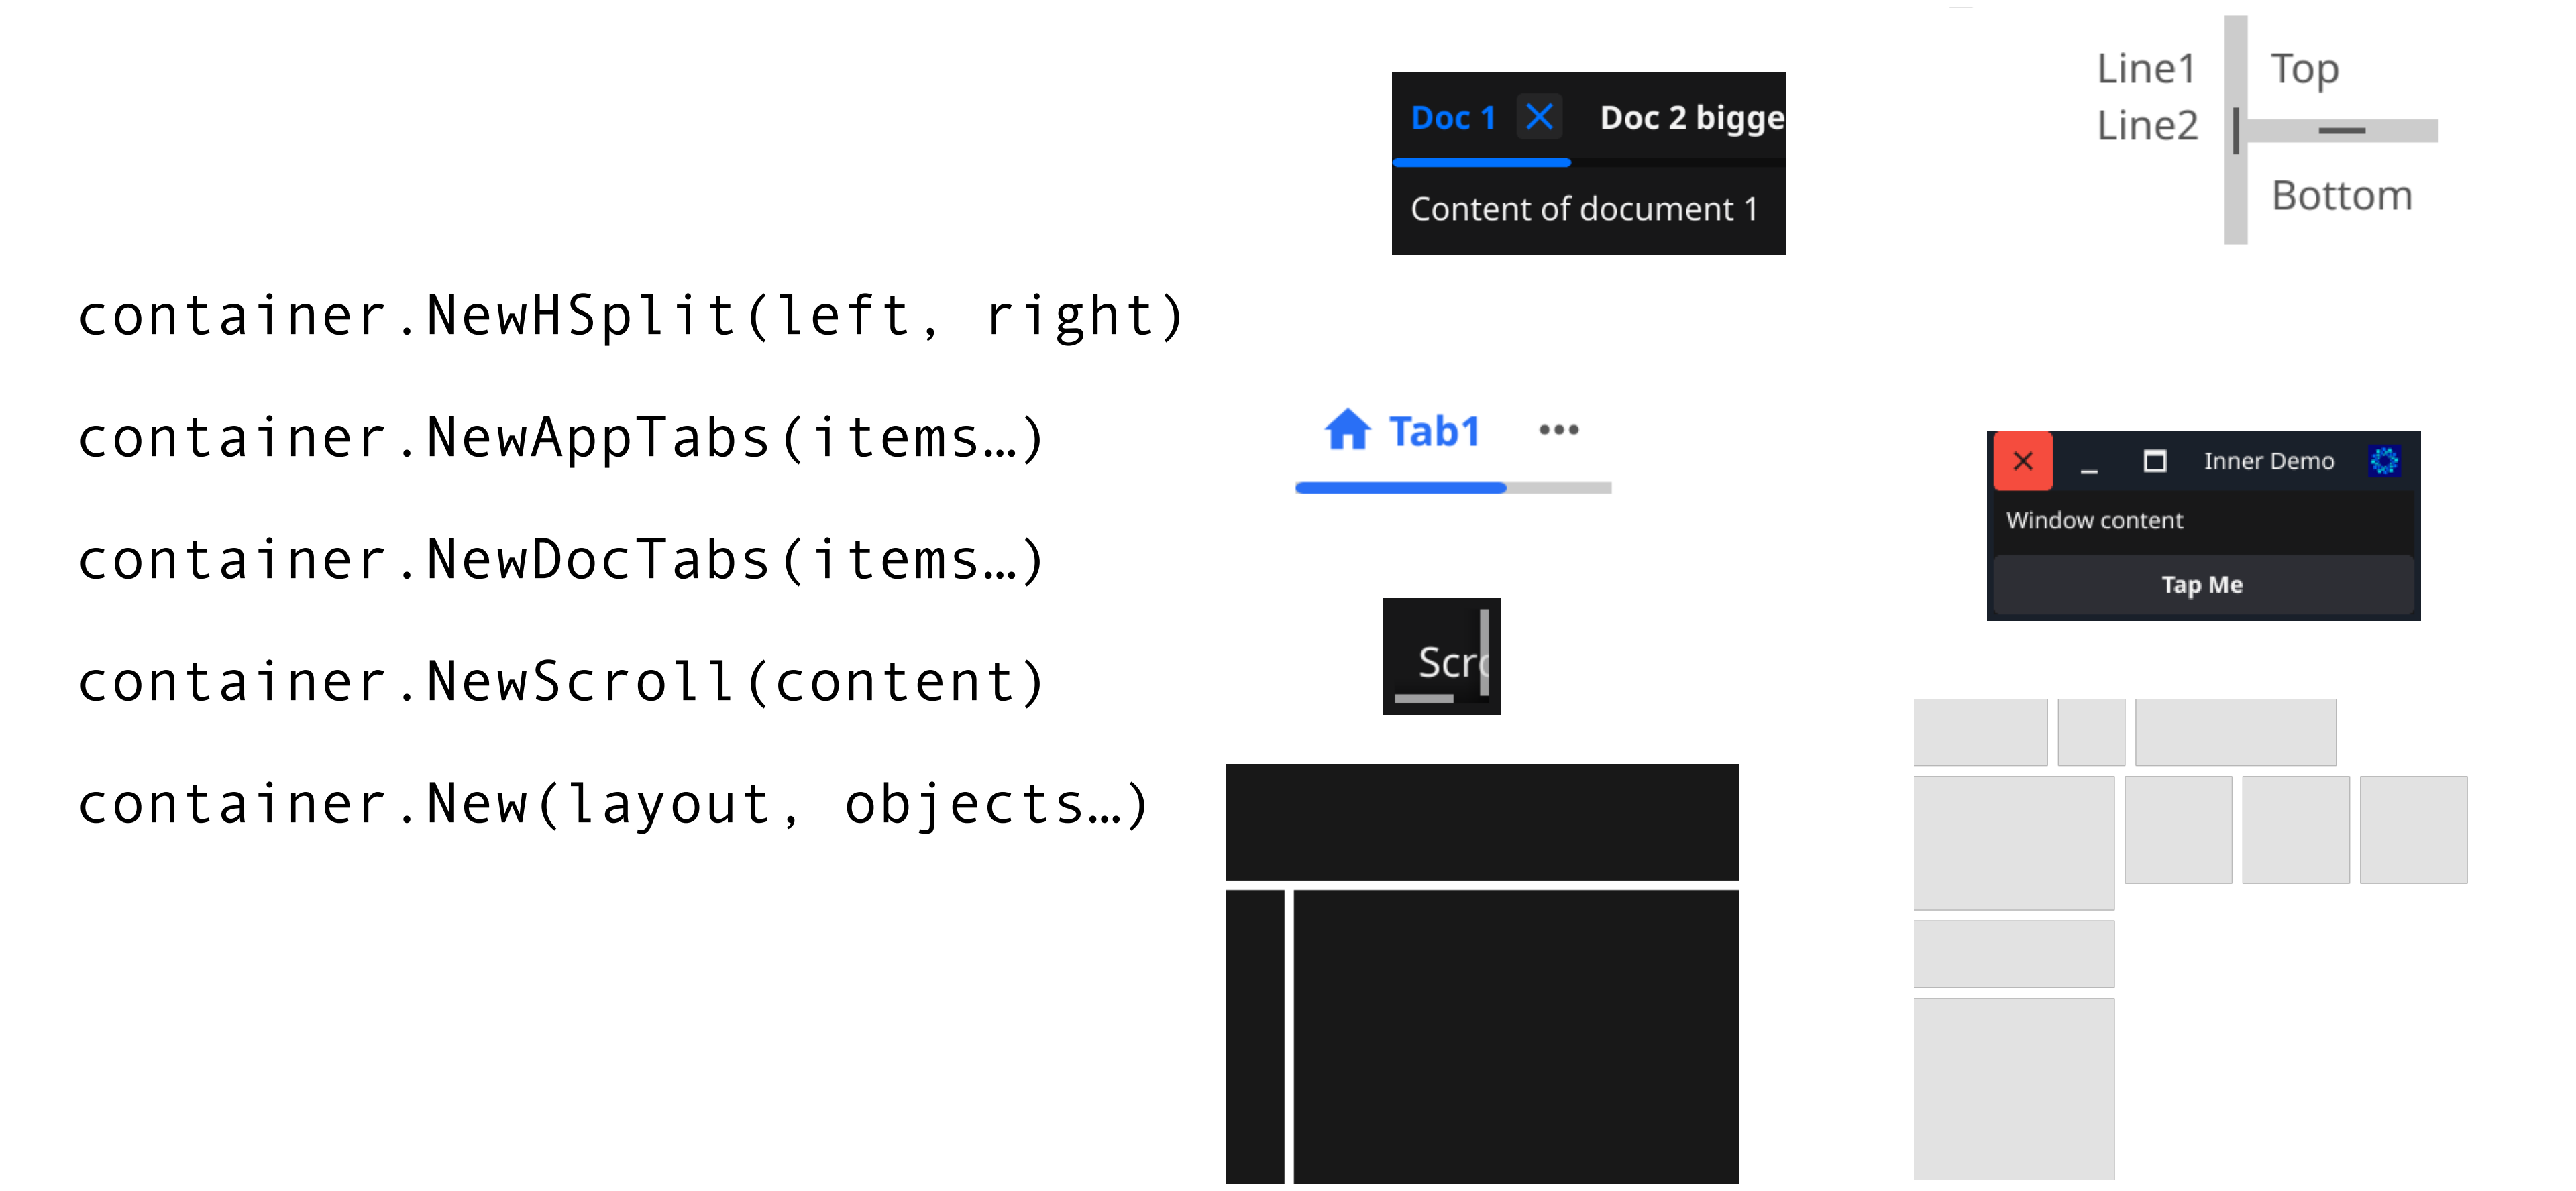 container.NewHSplit(left, right)
container.NewAppTabs(items…)
container.NewDocTabs(items…)
container.NewScroll(content)
container.New(layout, objects…)
Doc 1 Doc 2 bigge
Content of document 1
Line1
Line2
Top
Bottom
Tab1
Inner Demo
Window content
Tap Me
Scro